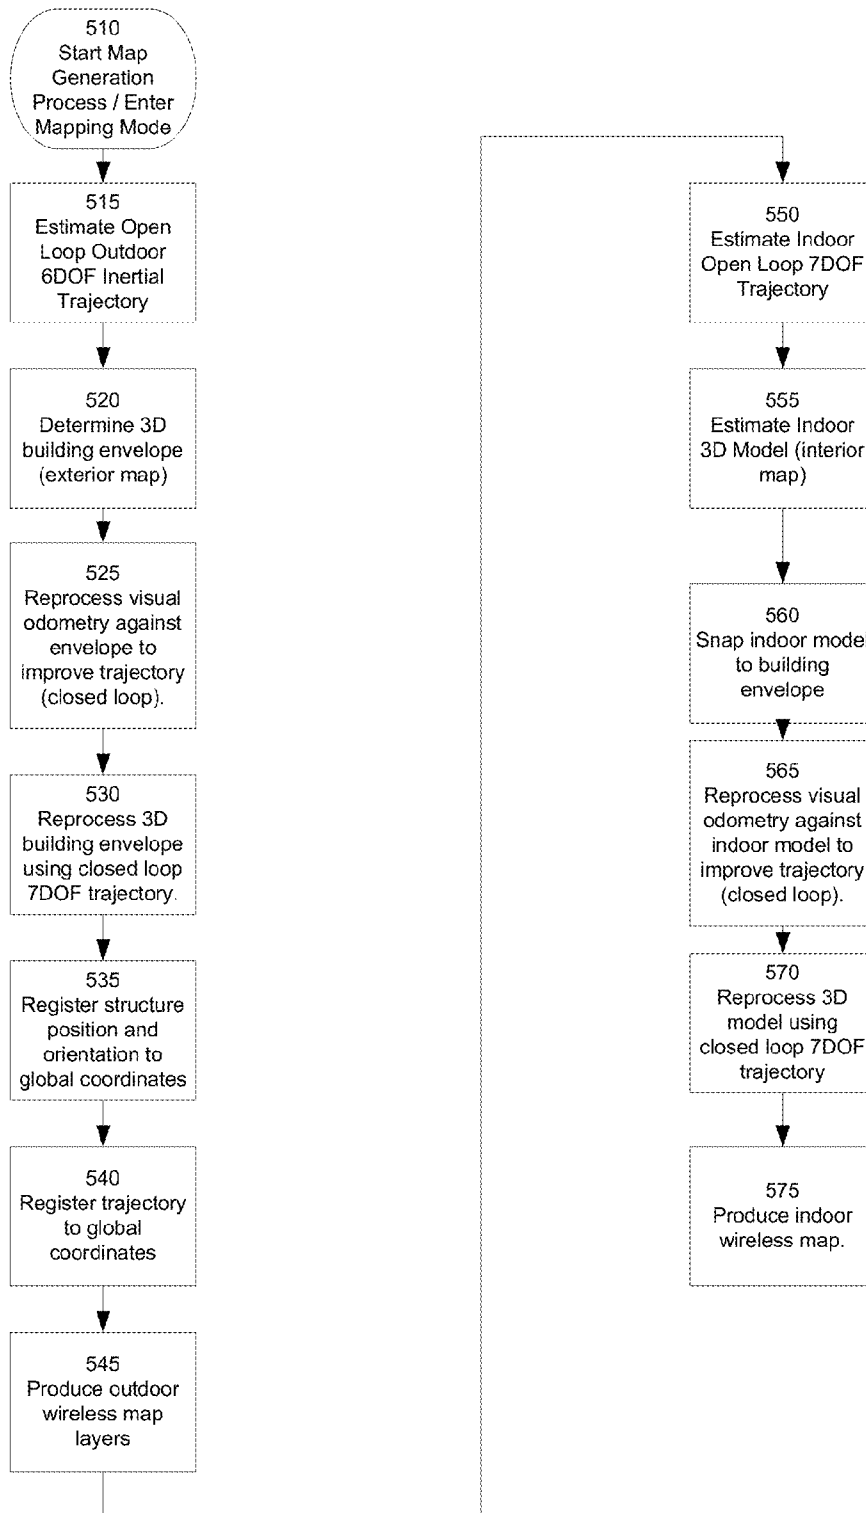 510
Start Map
Generation
Process / Enter
Mapping Mode
515
Estimate Open
Loop Outdoor
6DOF Inertial
Trajectory
520
Determine 3D
building envelope
(exterior map)
525
Reprocess visual
odometry against
envelope to
improve trajectory
(closed loop).
530
Reprocess 3D
building envelope
using closed loop
7DOF trajectory.
535
Register structure
position and
orientation to
global coordinates
540
Register trajectory
to global
coordinates
545
Produce outdoor
wireless map
layers
550
Estimate Indoor
Open Loop 7DOF
Trajectory
555
Estimate Indoor
3D Model (interior
map)
560
Snap indoor model
to building
envelope
565
Reprocess visual
odometry against
indoor model to
improve trajectory
(closed loop).
570
Reprocess 3D
model using
closed loop 7DOF
trajectory
575
Produce indoor
wireless map.